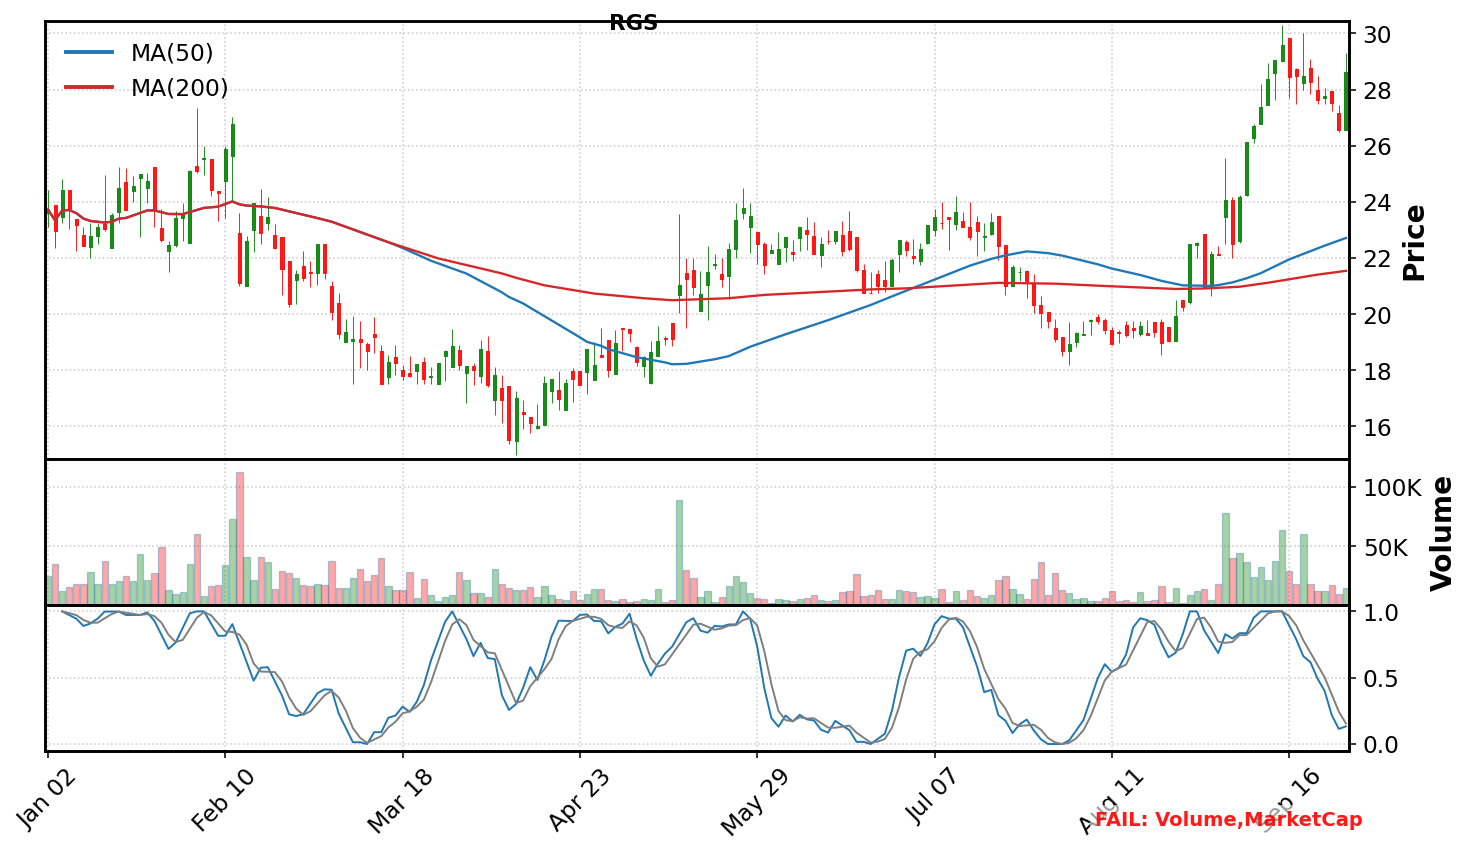 RGS
MA(50)
MA(200)
30
28
26
24
22
20
18
16
Price
100K
50K
Volume
1.0
0.5
0.0
Jan 02
Feb 10
Mar 18
Apr 23
May 29
Jul 07
Aug 11
Sep 16
FAIL: Volume,MarketCap